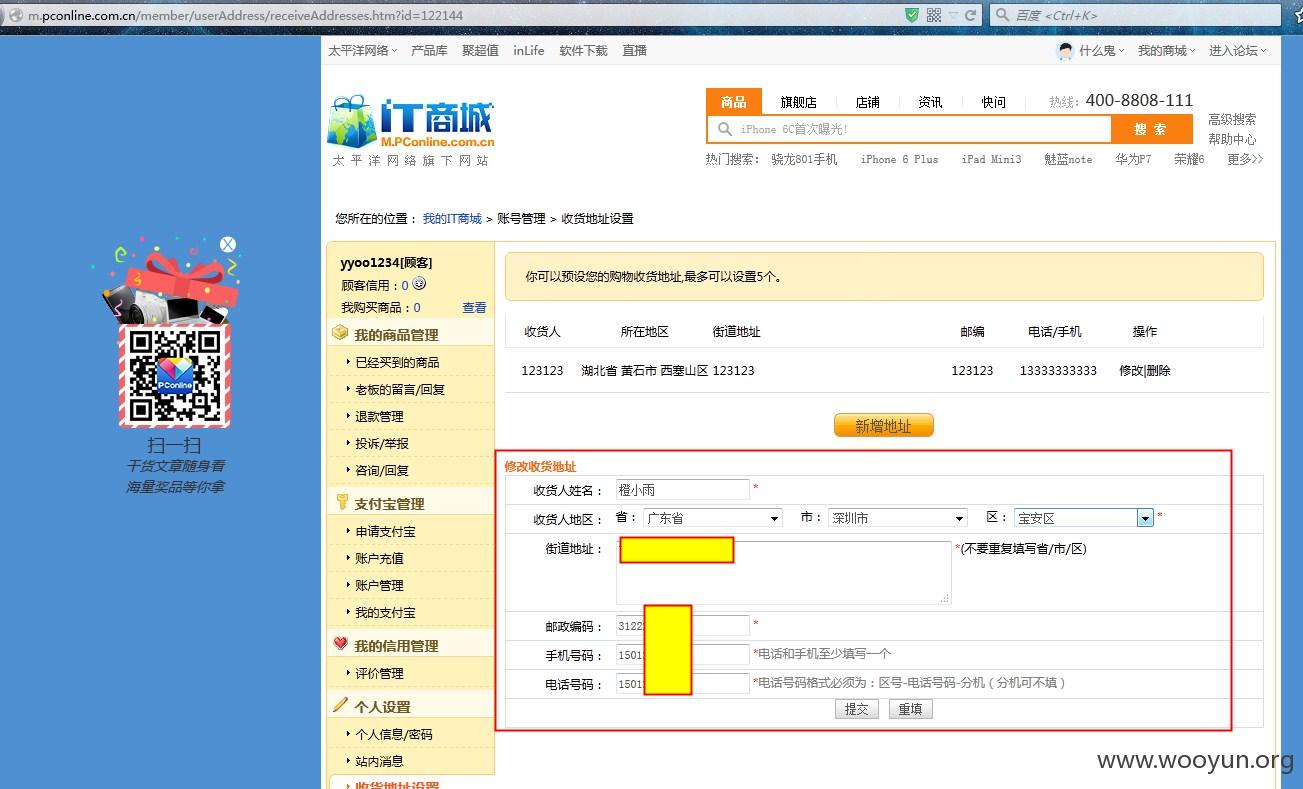 m.pconline.com.cn/member/userAddress/receiveAddresses.htm?id=122144
百度 <Ctrl+K>
太平洋网络 产品库 聚超值 inLife 软件下载 直播
什么鬼 我的商城 进入论坛
iT商城
M.PConline.com.cn
太平洋网络旗下网站
商品 旗舰店 店铺 资讯 快问 热线: 400-8808-111
iPhone 6C首次曝光! 搜 索
高级搜索
帮助中心
热门搜索: 骁龙801手机 iPhone 6 Plus iPad Mini3 魅蓝note 华为P7 荣耀6 更多>>
您所在的位置： 我的IT商城 > 账号管理 > 收货地址设置
X
PConline
扫一扫
干货文章随身看
海量奖品等你拿
yyoo1234[顾客]
顾客信用：0
我购买商品：0 查看
我的商品管理
已经买到的商品
老板的留言/回复
退款管理
投诉/举报
咨询/回复
支付宝管理
申请支付宝
账户充值
账户管理
我的支付宝
我的信用管理
评价管理
个人设置
个人信息/密码
站内消息
收货地址设置
你可以预设您的购物收货地址,最多可以设置5个。
收货人 所在地区 街道地址 邮编 电话/手机 操作
123123 湖北省 黄石市 西塞山区 123123 123123 13333333333 修改|删除
新增地址
修改收货地址
收货人姓名： 橙小雨 *
收货人地区： 省： 广东省 市： 深圳市 区： 宝安区 *
街道地址： *(不要重复填写省/市/区)
邮政编码： 312 *
手机号码： 1501 *电话和手机至少填写一个
电话号码： 1501 *电话号码格式必须为：区号-电话号码-分机（分机可不填）
提交 重填
www.wooyun.org